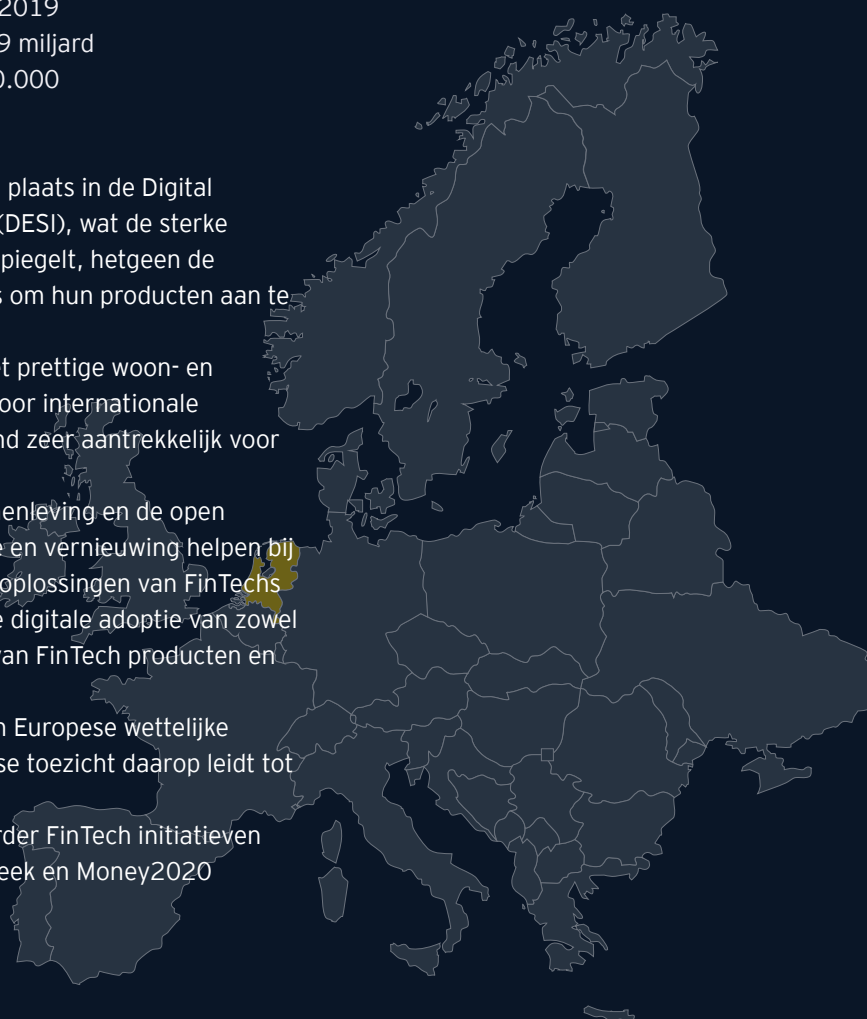 2019
9 miljard
0.000
plaats in de Digital
(DESI), wat de sterke
piegelt, hetgeen de
s om hun producten aan te
t prettige woon- en
oor internationale
nd zeer aantrekkelijk voor
enleving en de open
e en vernieuwing helpen bij
oplossingen van FinTechs
e digitale adoptie van zowel
van FinTech producten en
n Europese wettelijke
se toezicht daarop leidt tot
rder FinTech initiatieven
eek en Money2020